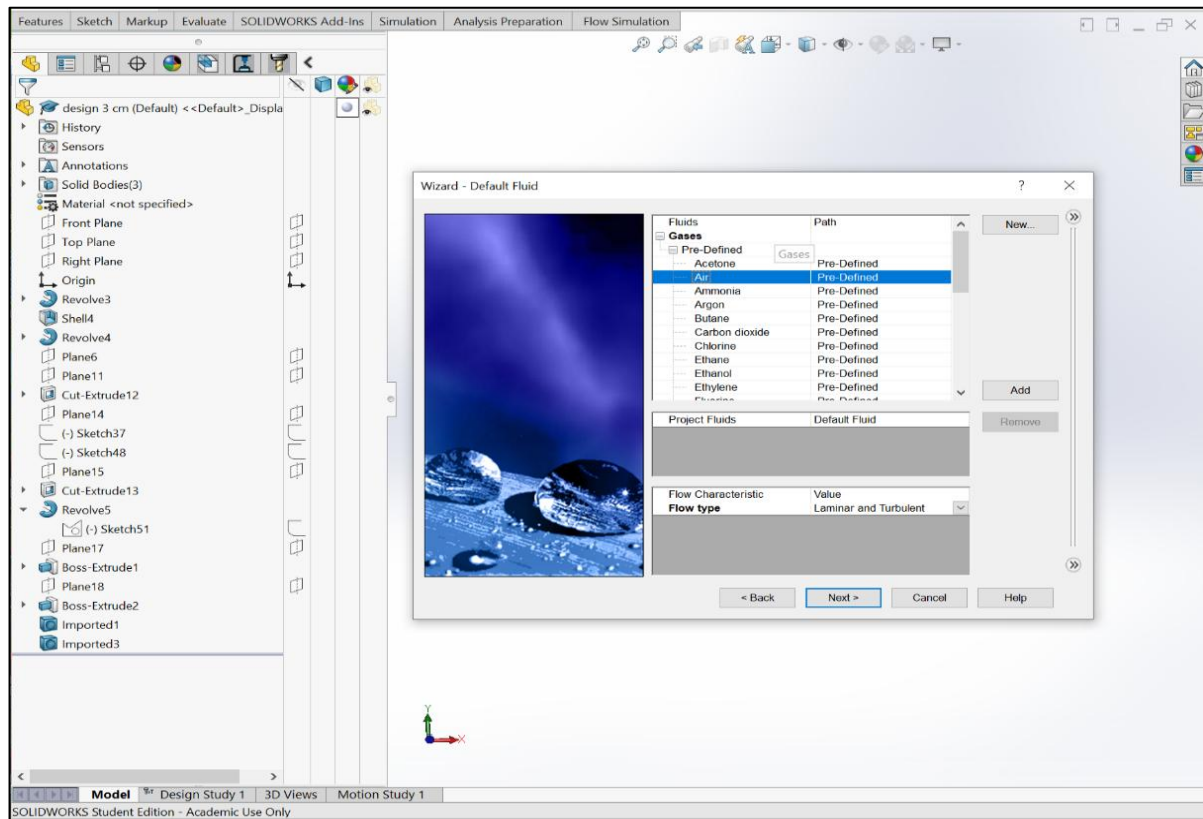 Features Sketch Markup Evaluate SOLIDWORKS Add-Ins Simulation Analysis Preparation Flow Simulation
design 3 cm (Default) <<Default>_Displa
History
Sensors
Annotations
Solid Bodies(3)
Material <not specified>
Front Plane
Top Plane
Right Plane
Origin
Revolve3
Shell4
Revolve4
Plane6
Plane11
Cut-Extrude12
Plane14
(-) Sketch37
(-) Sketch48
Plane15
Cut-Extrude13
Revolve5
(-) Sketch51
Plane17
Boss-Extrude1
Plane18
Boss-Extrude2
Imported1
Imported3
Wizard - Default Fluid ?
Fluids Path
Gases
Pre-Defined
Gases
Acetone Pre-Defined
Air Pre-Defined
Ammonia Pre-Defined
Argon Pre-Defined
Butane Pre-Defined
Carbon dioxide Pre-Defined
Chlorine Pre-Defined
Ethane Pre-Defined
Ethanol Pre-Defined
Ethylene Pre-Defined
Fluorine Pre-Defined
New...
Add
Remove
Project Fluids Default Fluid
Flow Characteristic Value
Flow type Laminar and Turbulent
< Back Next > Cancel Help
Y
X
Model Design Study 1 3D Views Motion Study 1
SOLIDWORKS Student Edition - Academic Use Only